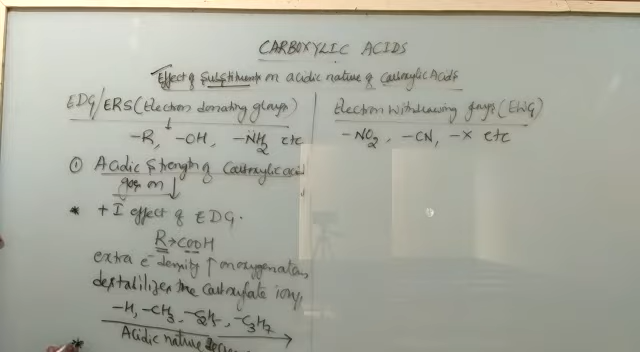 CARBOXYLIC ACIDS
Effect of Substituents on acidic nature of Carboxylic Acids
EDG/ERS (Electron donating groups)
-R, -OH, -NH2 etc
① Acidic Strength of Carboxylic acid
goes on ↓
* +I effect of EDG.
R→COOH
extra e- density ↑ on oxygen atom,
destabilizes the Carboxylate ion,
-H, -CH3, -C2H5, -C3H7
Acidic nature
*
Electron withdrawing groups (EWG)
-NO2, -CN, -X etc